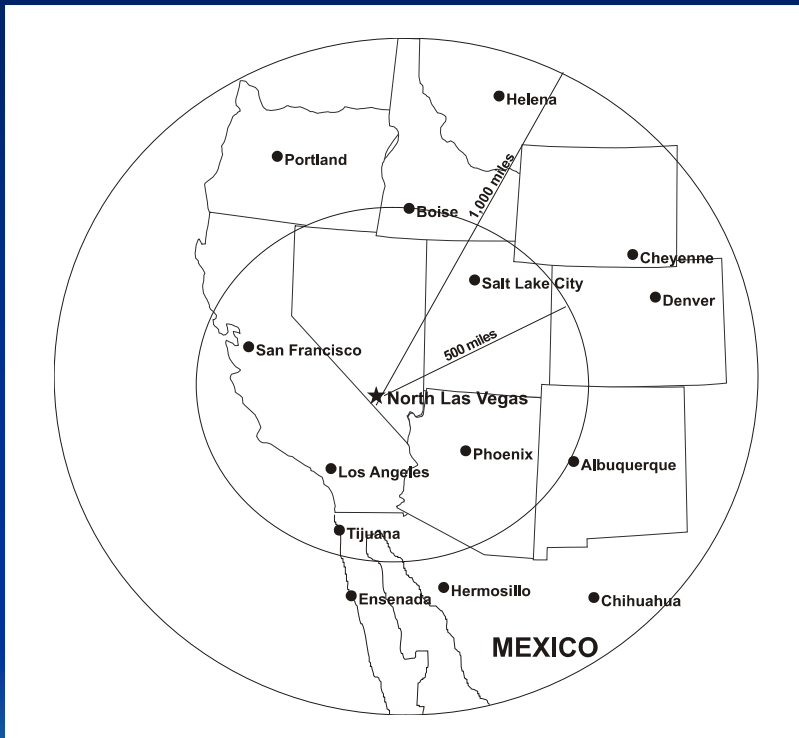 Helena
Portland
1,000 miles
Boise
Cheyenne
Salt Lake City
Denver
San Francisco
500 miles
North Las Vegas
Phoenix
Albuquerque
Los Angeles
Tijuana
Hermosillo
Ensenada
Chihuahua
MEXICO